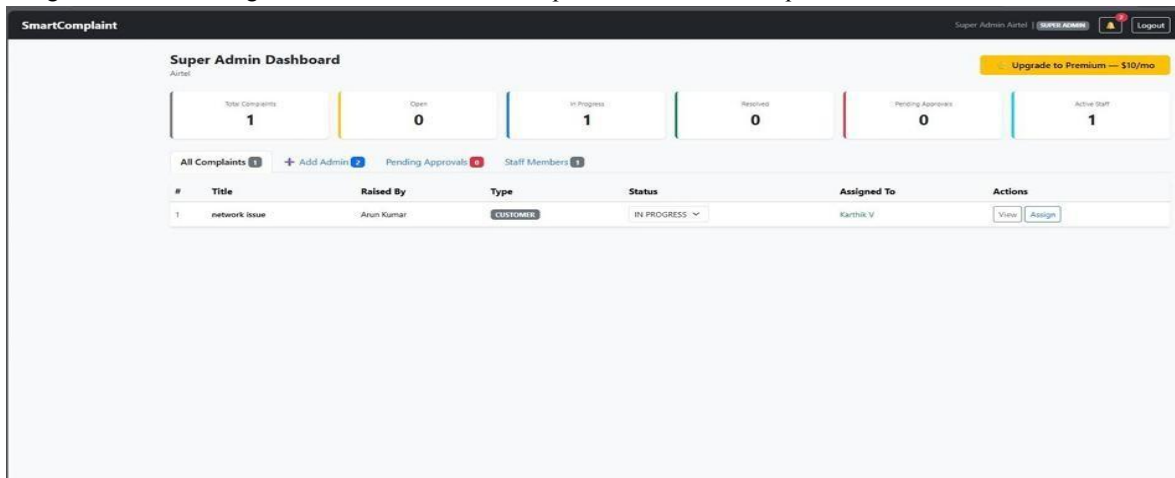 SmartComplaint
Super Admin Airtel | SUPER ADMIN
Logout
Super Admin Dashboard
Airtel
Upgrade to Premium — $10/mo
Total Complaints
1
Open
0
In Progress
1
Resolved
0
Pending Approvals
0
Active Staff
1
All Complaints 1
Add Admin 2
Pending Approvals 0
Staff Members 1
# Title Raised By Type Status Assigned To Actions
1 network issue Arun Kumar CUSTOMER IN PROGRESS Karthik V View Assign